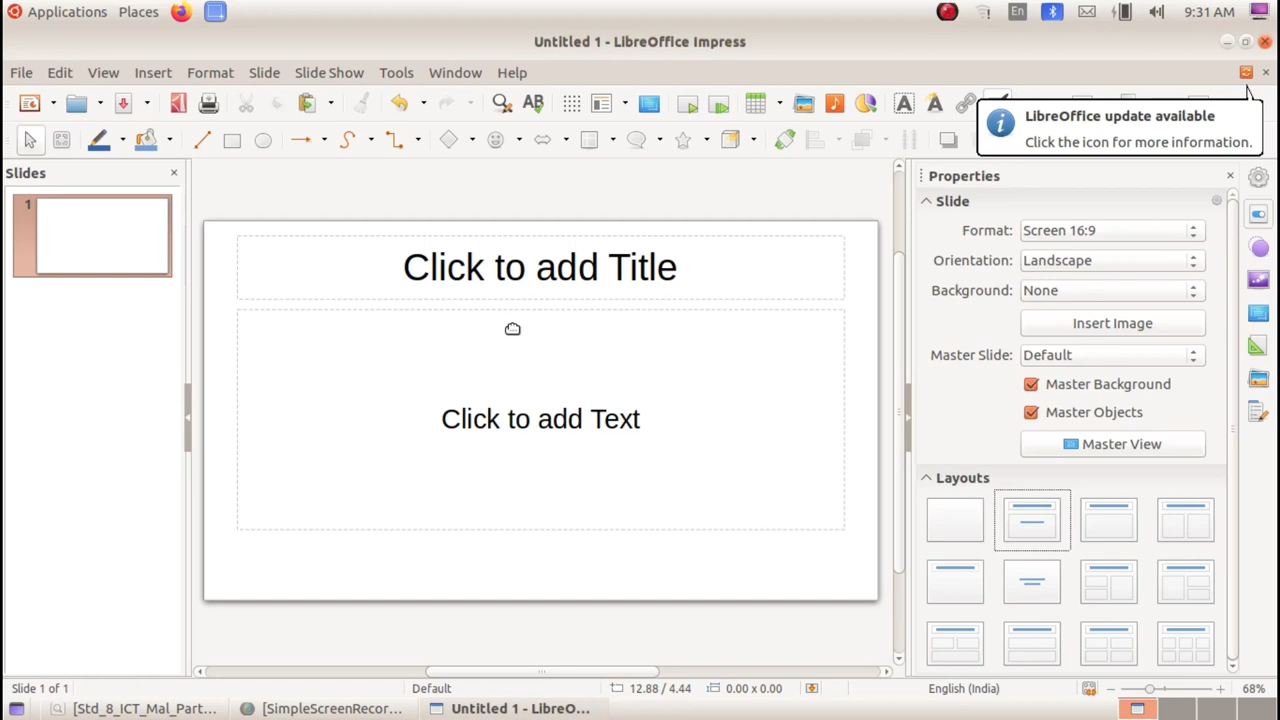 Applications Places En 9:31 AM
Untitled 1 - LibreOffice Impress
File Edit View Insert Format Slide Slide Show Tools Window Help
LibreOffice update available
Click the icon for more information.
Slides
1
Click to add Title
Click to add Text
Properties
Slide
Format: Screen 16:9
Orientation: Landscape
Background: None
Insert Image
Master Slide: Default
Master Background
Master Objects
Master View
Layouts
Slide 1 of 1 Default 12.88 / 4.44 0.00 x 0.00 English (India) 68%
[Std_8_ICT_Mal_Part... [SimpleScreenRecor... Untitled 1 - LibreO...